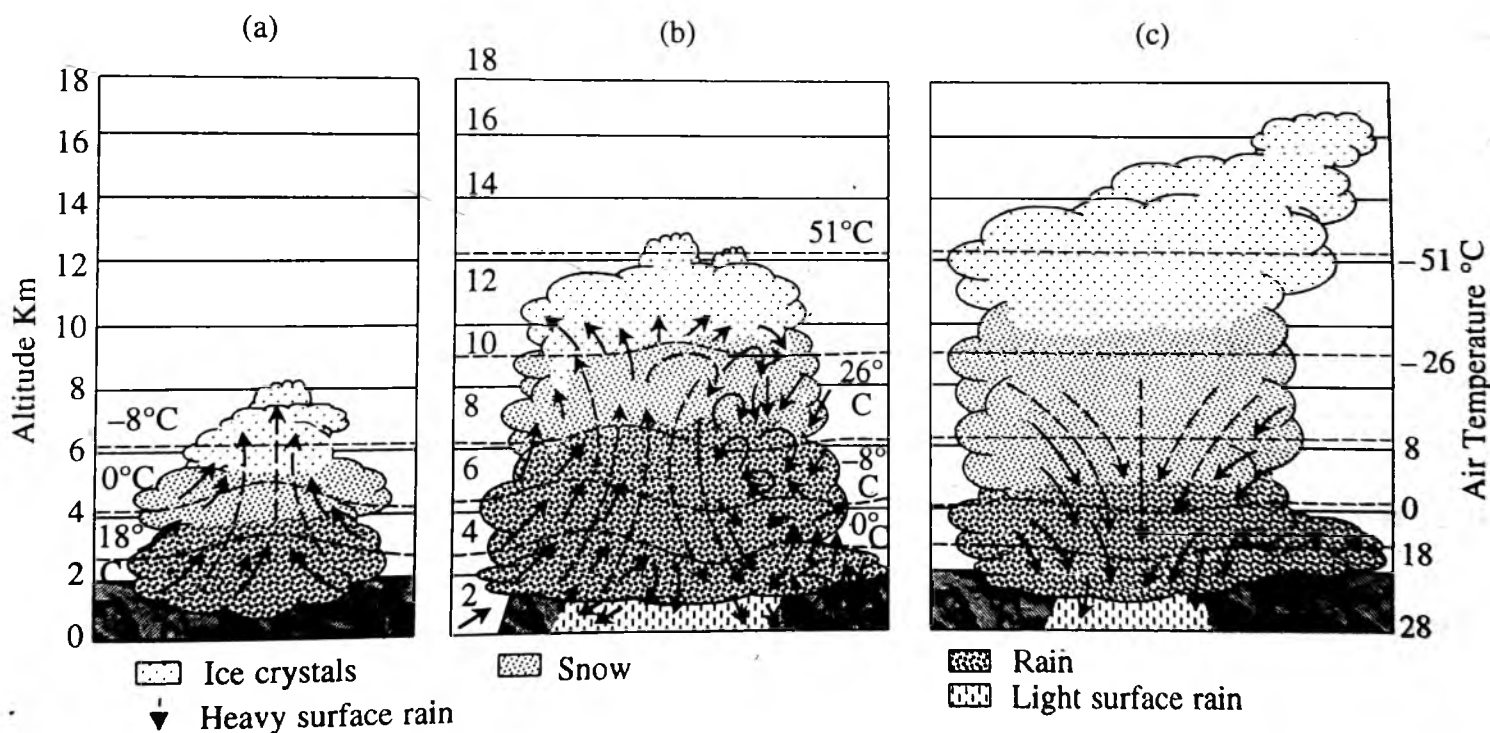 (a)
(b)
(c)
Altitude Km
18
16
14
12
10
8
6
4
2
0
–8°C
0°C
18°
C
18
16
14
12
10
8
6
4
2
51°C
26°
C
–8°
C
0°
C
–51
–26
8
0
18
28
Air Temperature °C
Ice crystals
Snow
Rain
Heavy surface rain
Light surface rain